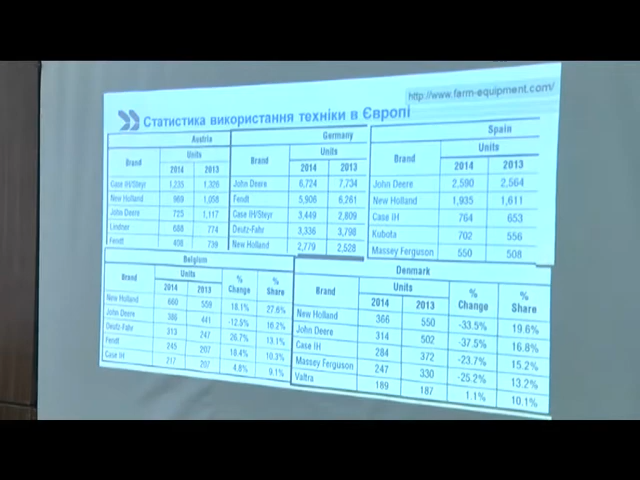 http://www.farm-equipment.com/
Статистика використання техніки в Європі
Austria
Brand Units
2014 2013
Case IH/Steyr 1,235 1,326
New Holland 969 1,058
John Deere 725 1,117
Lindner 688 774
Fendt 408 739
Germany
Brand Units
2014 2013
John Deere 6,724 7,734
Fendt 5,906 6,261
Case IH/Steyr 3,449 2,809
Deutz-Fahr 3,336 3,798
New Holland 2,779 2,528
Spain
Brand Units
2014 2013
John Deere 2,590 2,564
New Holland 1,935 1,611
Case IH 764 653
Kubota 702 556
Massey Ferguson 550 508
Belgium
Brand Units % Change % Share
2014 2013
New Holland 660 559 18.1% 27.6%
John Deere 386 441 -12.5% 16.2%
Deutz-Fahr 313 247 26.7% 13.1%
Fendt 245 207 18.4% 10.3%
Case IH 217 207 4.8% 9.1%
Denmark
Brand Units % Change % Share
2014 2013
New Holland 366 550 -33.5% 19.6%
John Deere 314 502 -37.5% 16.8%
Case IH 284 372 -23.7% 15.2%
Massey Ferguson 247 330 -25.2% 13.2%
Valtra 189 187 1.1% 10.1%